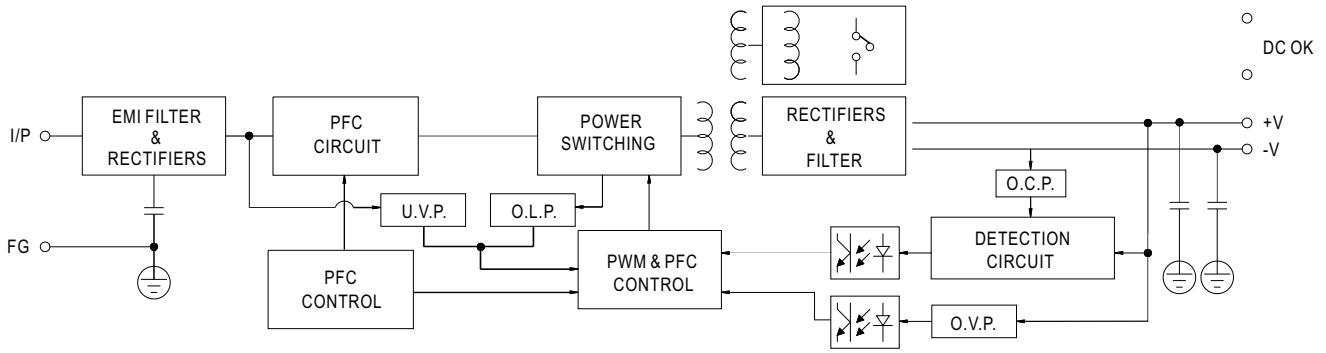 DC OK
I/P
EMI FILTER
&
RECTIFIERS
PFC
CIRCUIT
POWER
SWITCHING
RECTIFIERS
&
FILTER
+V
-V
U.V.P.
O.L.P.
O.C.P.
FG
PFC
CONTROL
PWM & PFC
CONTROL
DETECTION
CIRCUIT
O.V.P.